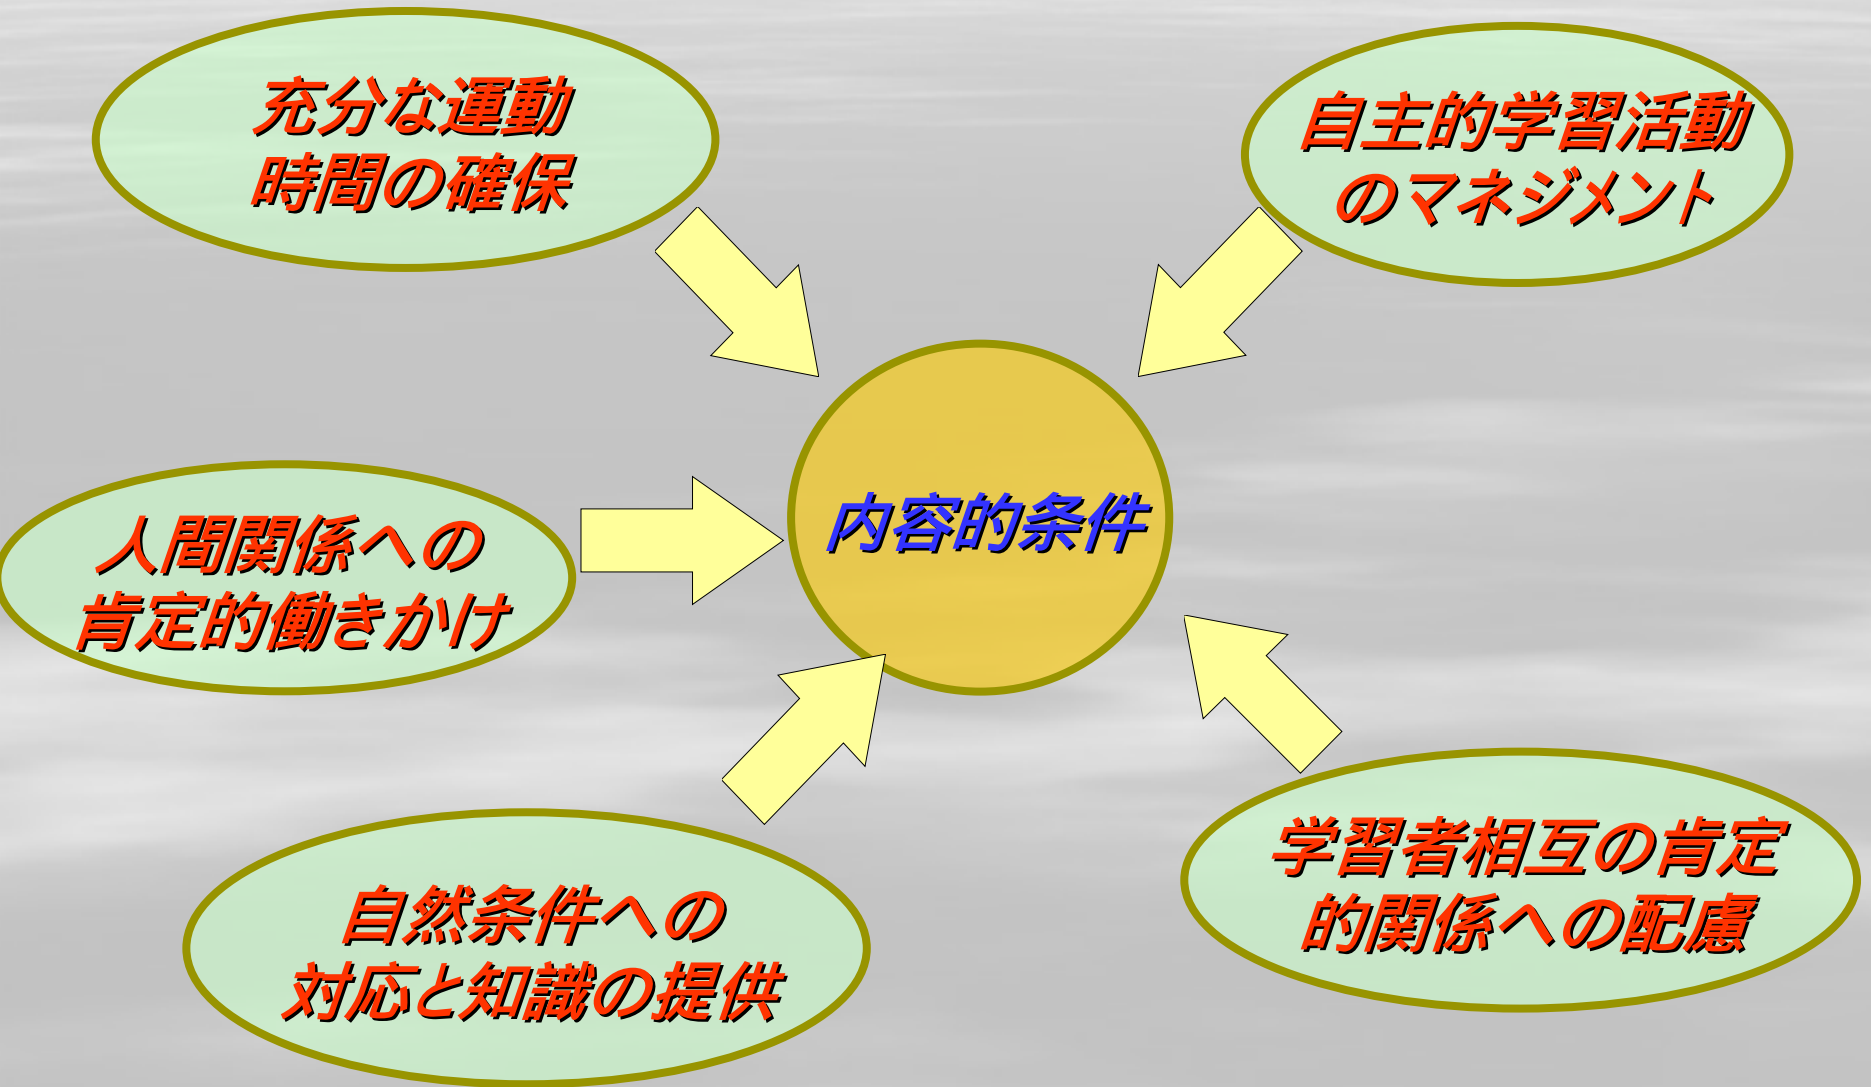 充分な運動
時間の確保
自主的学習活動
のマネジメント
内容的条件
人間関係への
肯定的働きかけ
学習者相互の肯定
的関係への配慮
自然条件への
対応と知識の提供